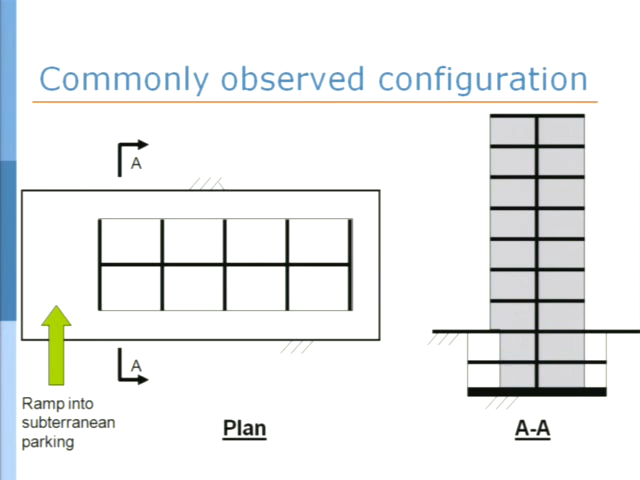 Commonly observed configuration
A
A
Ramp into
subterranean
parking
Plan
A-A